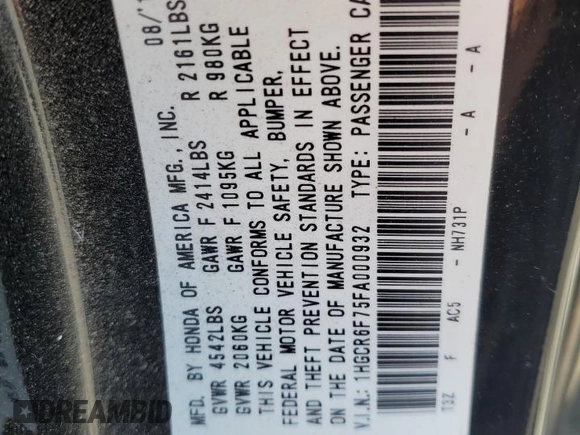 MFD. BY HONDA OF AMERICA MFG., INC. 08/
GVWR 4542LBS GAWR F 2414LBS R 2161LBS
GVWR 2060KG GAWR F 1095KG R 980KG
THIS VEHICLE CONFORMS TO ALL APPLICABLE
FEDERAL MOTOR VEHICLE SAFETY, BUMPER,
AND THEFT PREVENTION STANDARDS IN EFFECT
ON THE DATE OF MANUFACTURE SHOWN ABOVE.
V.I.N.: 1HGCR6F75FA000932 TYPE: PASSENGER CA
T3Z F AC5 - NH731P - A - A
DREAMBID